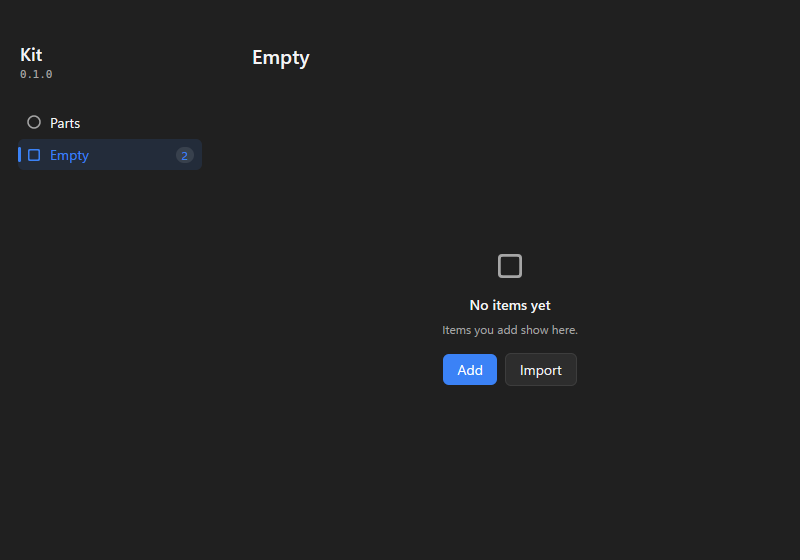 Kit
0.1.0
Parts
Empty 2
Empty
No items yet
Items you add show here.
Add Import